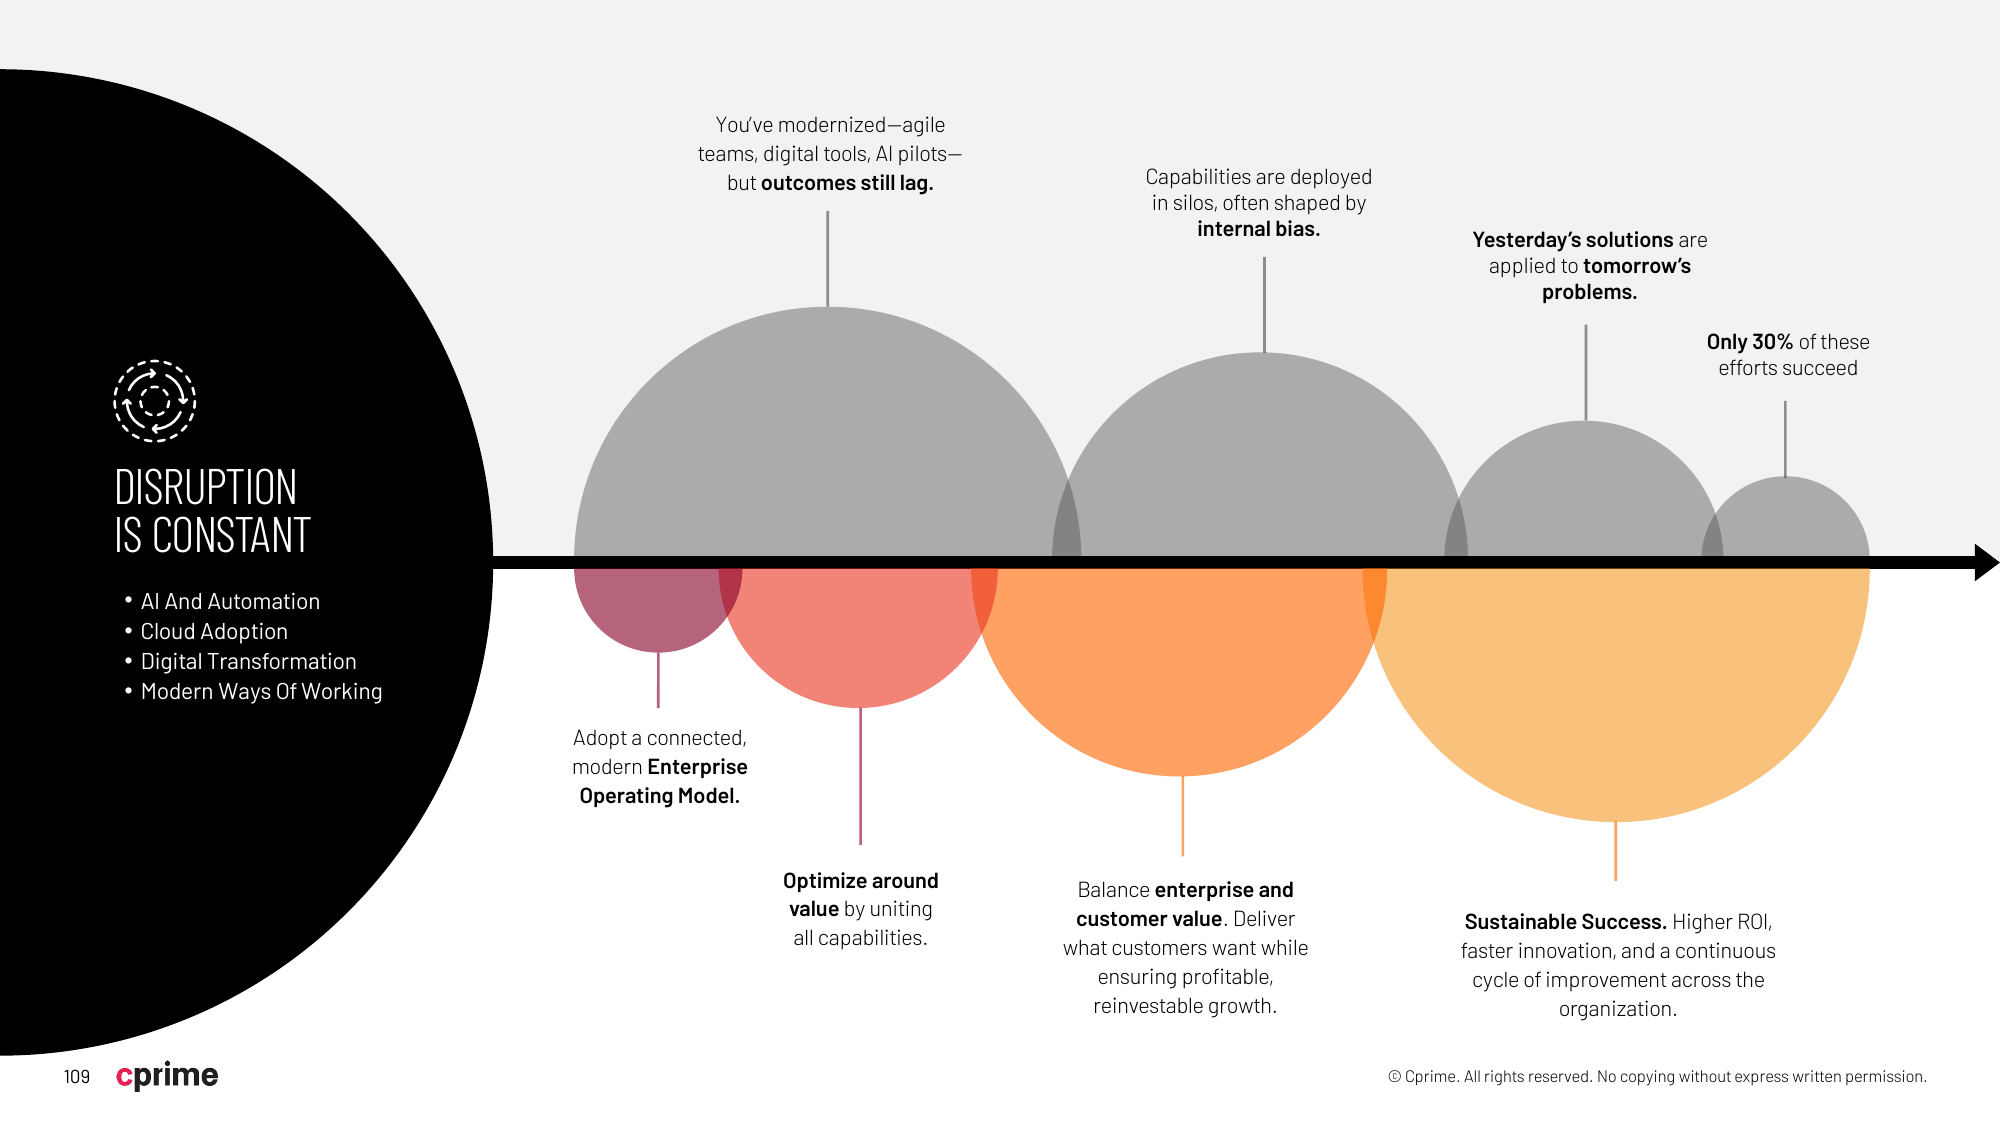 DISRUPTION
IS CONSTANT
• AI And Automation
• Cloud Adoption
• Digital Transformation
• Modern Ways Of Working
You've modernized—agile
teams, digital tools, AI pilots—
but outcomes still lag.
Capabilities are deployed
in silos, often shaped by
internal bias.
Yesterday's solutions are
applied to tomorrow's
problems.
Only 30% of these
efforts succeed
Adopt a connected,
modern Enterprise
Operating Model.
Optimize around
value by uniting
all capabilities.
Balance enterprise and
customer value. Deliver
what customers want while
ensuring profitable,
reinvestable growth.
Sustainable Success. Higher ROI,
faster innovation, and a continuous
cycle of improvement across the
organization.
109 cprime
© Cprime. All rights reserved. No copying without express written permission.